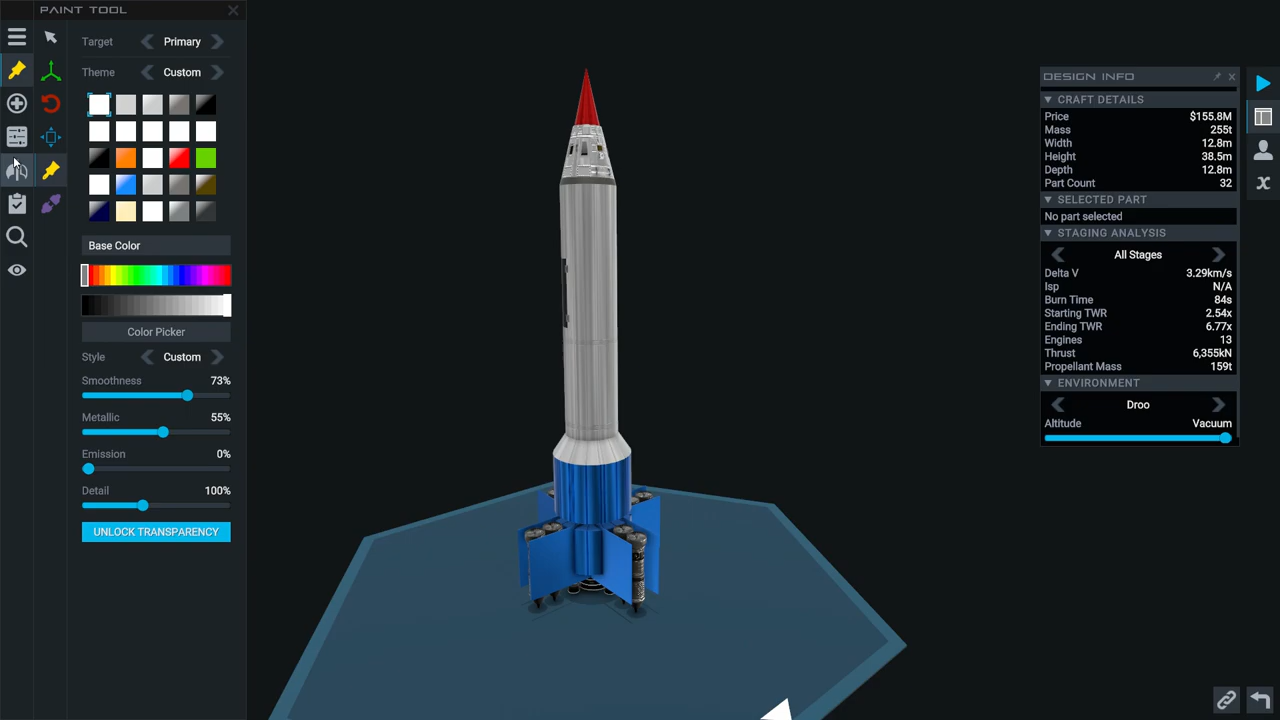 PAINT TOOL
Target Primary
Theme Custom
Base Color
Color Picker
Style Custom
Smoothness 73%
Metallic 55%
Emission 0%
Detail 100%
UNLOCK TRANSPARENCY
DESIGN INFO
CRAFT DETAILS
Price $155.8M
Mass 255t
Width 12.8m
Height 38.5m
Depth 12.8m
Part Count 32
SELECTED PART
No part selected
STAGING ANALYSIS
All Stages
Delta V 3.29km/s
Isp N/A
Burn Time 84s
Starting TWR 2.54x
Ending TWR 6.77x
Engines 13
Thrust 6,355kN
Propellant Mass 159t
ENVIRONMENT
Droo
Altitude Vacuum